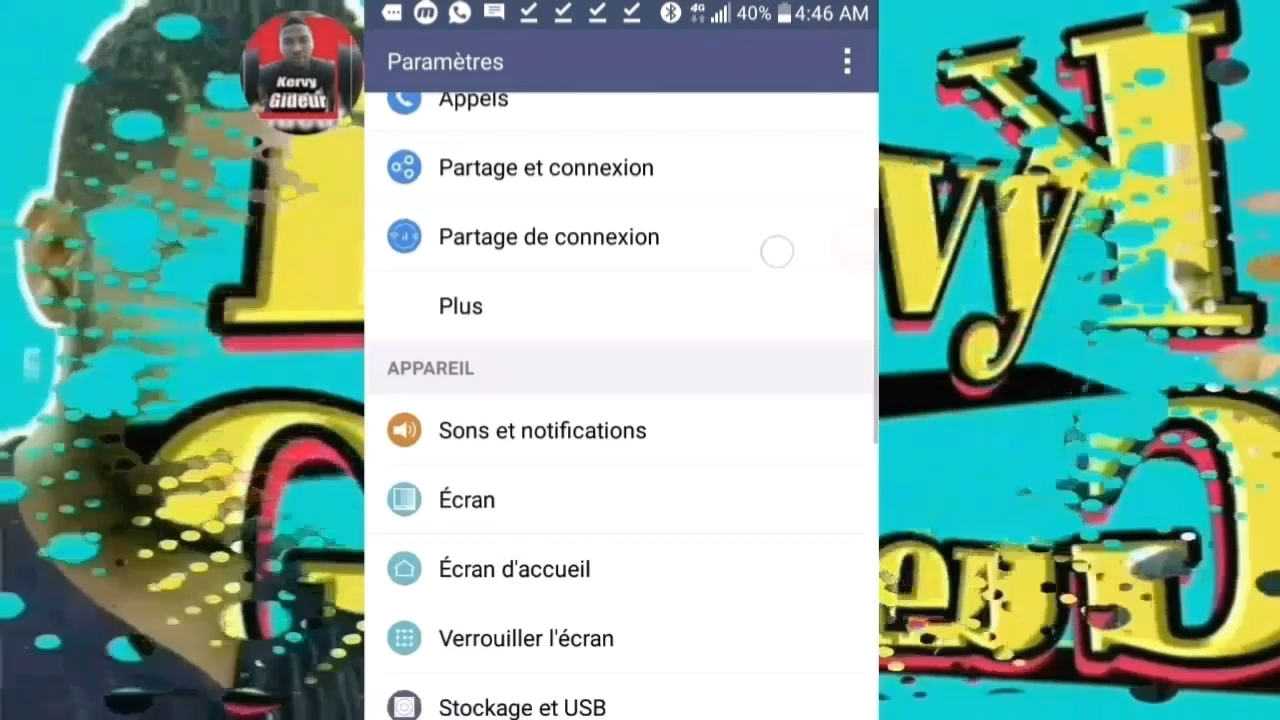 4G 40% 4:46 AM
Kervy
Gideur
Paramètres
Appels
Partage et connexion
Partage de connexion
Plus
APPAREIL
Sons et notifications
Écran
Écran d'accueil
Verrouiller l'écran
Stockage et USB